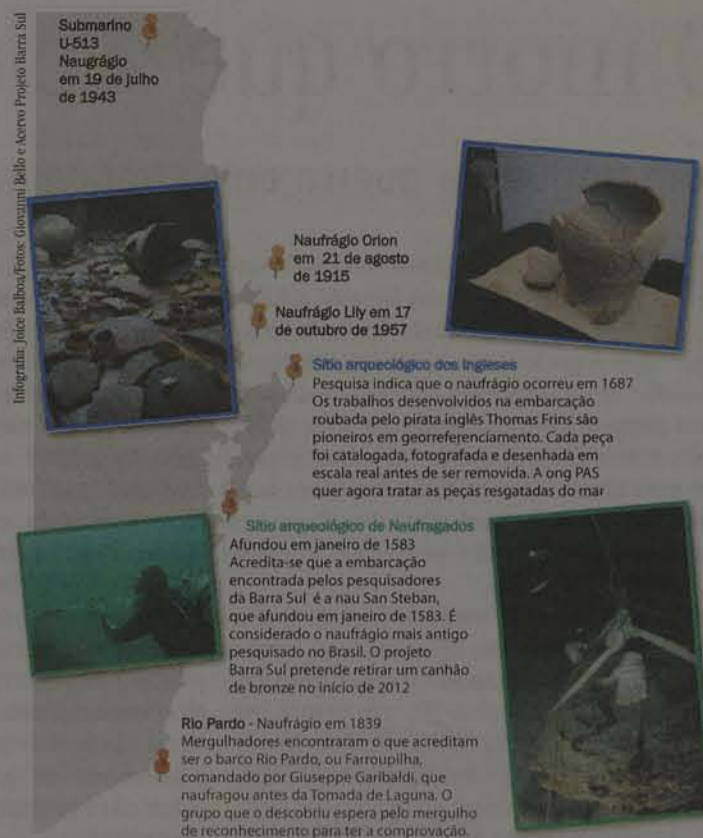 Infografia: Joice Balboa/Fotos: Giovanni Bello e Acervo Projeto Barra Sul
Submarino
U-513
Naugrágio
em 19 de julho
de 1943
Naufrágio Orion
em 21 de agosto
de 1915
Naufrágio Lily em 17
de outubro de 1957
Sítio arqueológico dos Ingleses
Pesquisa indica que o naufrágio ocorreu em 1687
Os trabalhos desenvolvidos na embarcação
roubada pelo pirata inglês Thomas Frins são
pioneiros em georreferenciamento. Cada peça
foi catalogada, fotografada e desenhada em
escala real antes de ser removida. A ong PAS
quer agora tratar as peças resgatadas do mar
Sítio arqueológico de Naufragados
Afundou em janeiro de 1583
Acredita-se que a embarcação
encontrada pelos pesquisadores
da Barra Sul é a nau San Steban,
que afundou em janeiro de 1583. É
considerado o naufrágio mais antigo
pesquisado no Brasil. O projeto
Barra Sul pretende retirar um canhão
de bronze no início de 2012
Rio Pardo - Naufrágio em 1839
Mergulhadores encontraram o que acreditam
ser o barco Rio Pardo, ou Farroupilha,
comandado por Giuseppe Garibaldi, que
naufragou antes da Tomada de Laguna. O
grupo que o descobriu espera pelo mergulho
de reconhecimento para ter a comprovação.